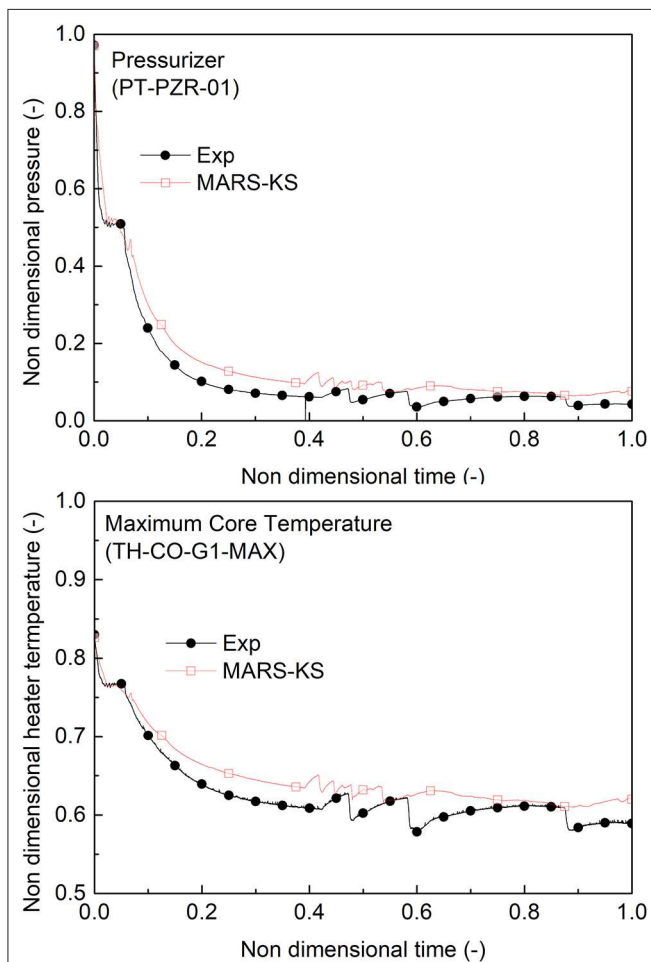 1.0
Pressurizer
(PT-PZR-01)
0.8
Exp
MARS-KS
0.6
0.4
0.2
0.0
0.0 0.2 0.4 0.6 0.8 1.0
Non dimensional pressure (-)
Non dimensional time (-)
1.0
Maximum Core Temperature
(TH-CO-G1-MAX)
0.9
Exp
MARS-KS
0.8
0.7
0.6
0.5
0.0 0.2 0.4 0.6 0.8 1.0
Non dimensional heater termperature (-)
Non dimensional time (-)